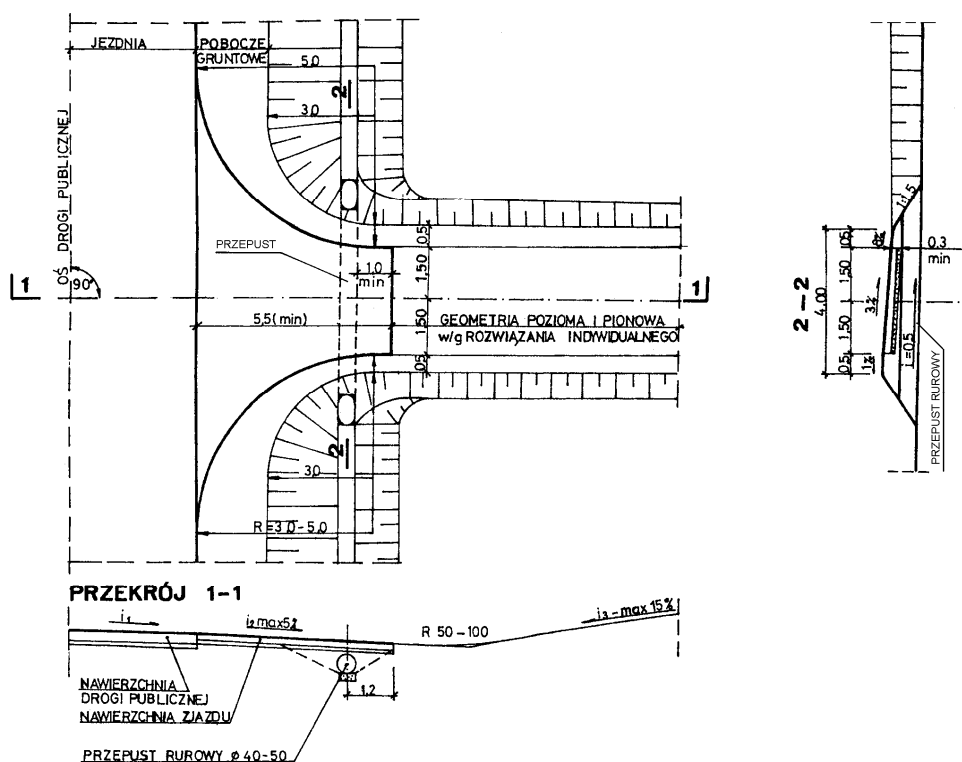 JEZDNIA
POBOCZE
GRUNTOWE
5,0
2
3,0
OŚ DROGI PUBLICZNEJ
90°
1
PRZEPUST
1,0
min
0,5
1,50
1,50
0,5
1
5,5(min)
GEOMETRIA POZIOMA I PIONOWA
w/g ROZWIĄZANIA INDYWIDUALNEGO
2
3,0
R=3,0-5,0
1:1,5
0,3
min
2-2
4,00
0,5
1,50
1,50
0,5
8%
3%
i=0,5
PRZEPUST RUROWY
PRZEKRÓJ 1-1
i₁
i₂ max5%
R 50-100
i₃-max 15%
1,2
NAWIERZCHNIA
DROGI PUBLICZNEJ
NAWIERZCHNIA ZJAZDU
PRZEPUST RUROWY ø 40-50